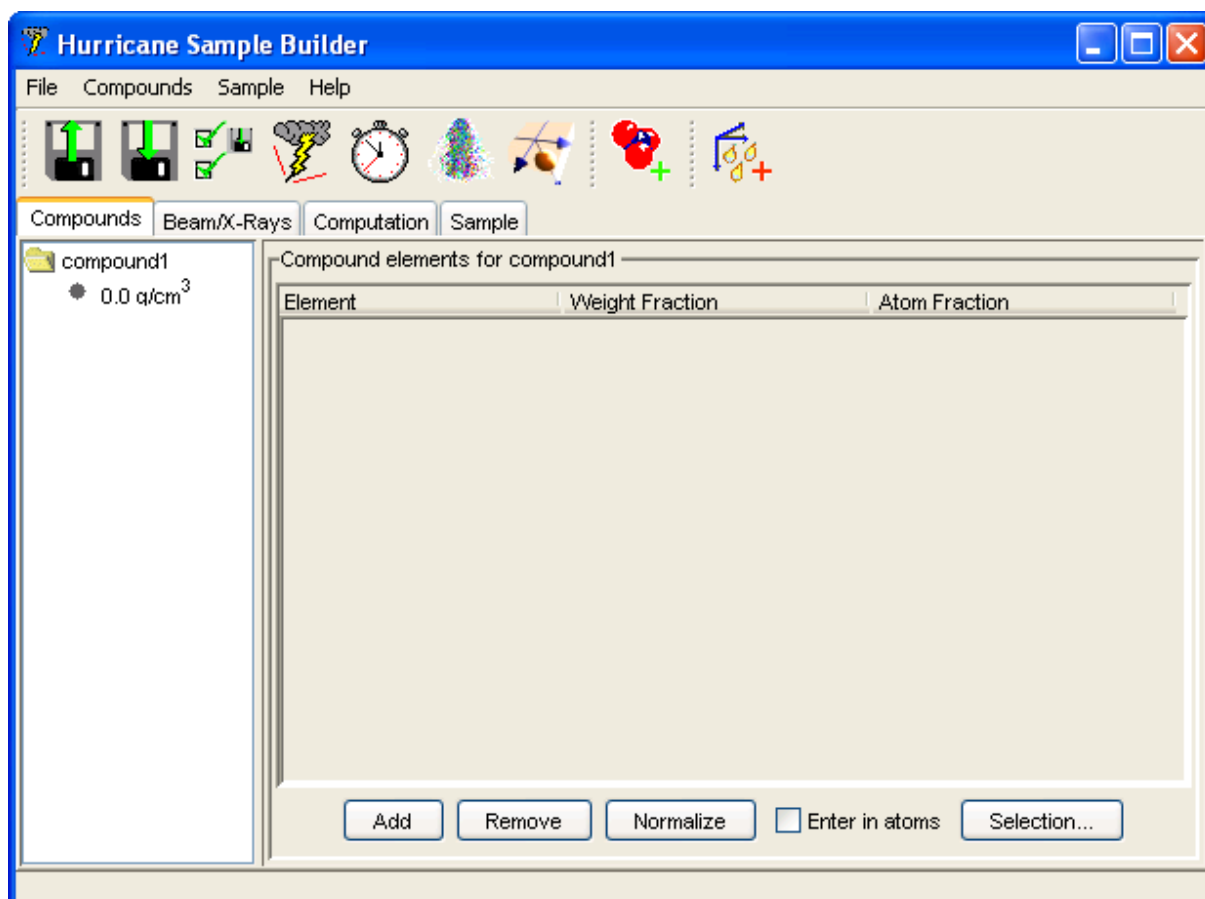 Hurricane Sample Builder
File Compounds Sample Help
Compounds Beam/X-Rays Computation Sample
compound1
0.0 g/cm3
Compound elements for compound1
Element Weight Fraction Atom Fraction
Add Remove Normalize Enter in atoms Selection...